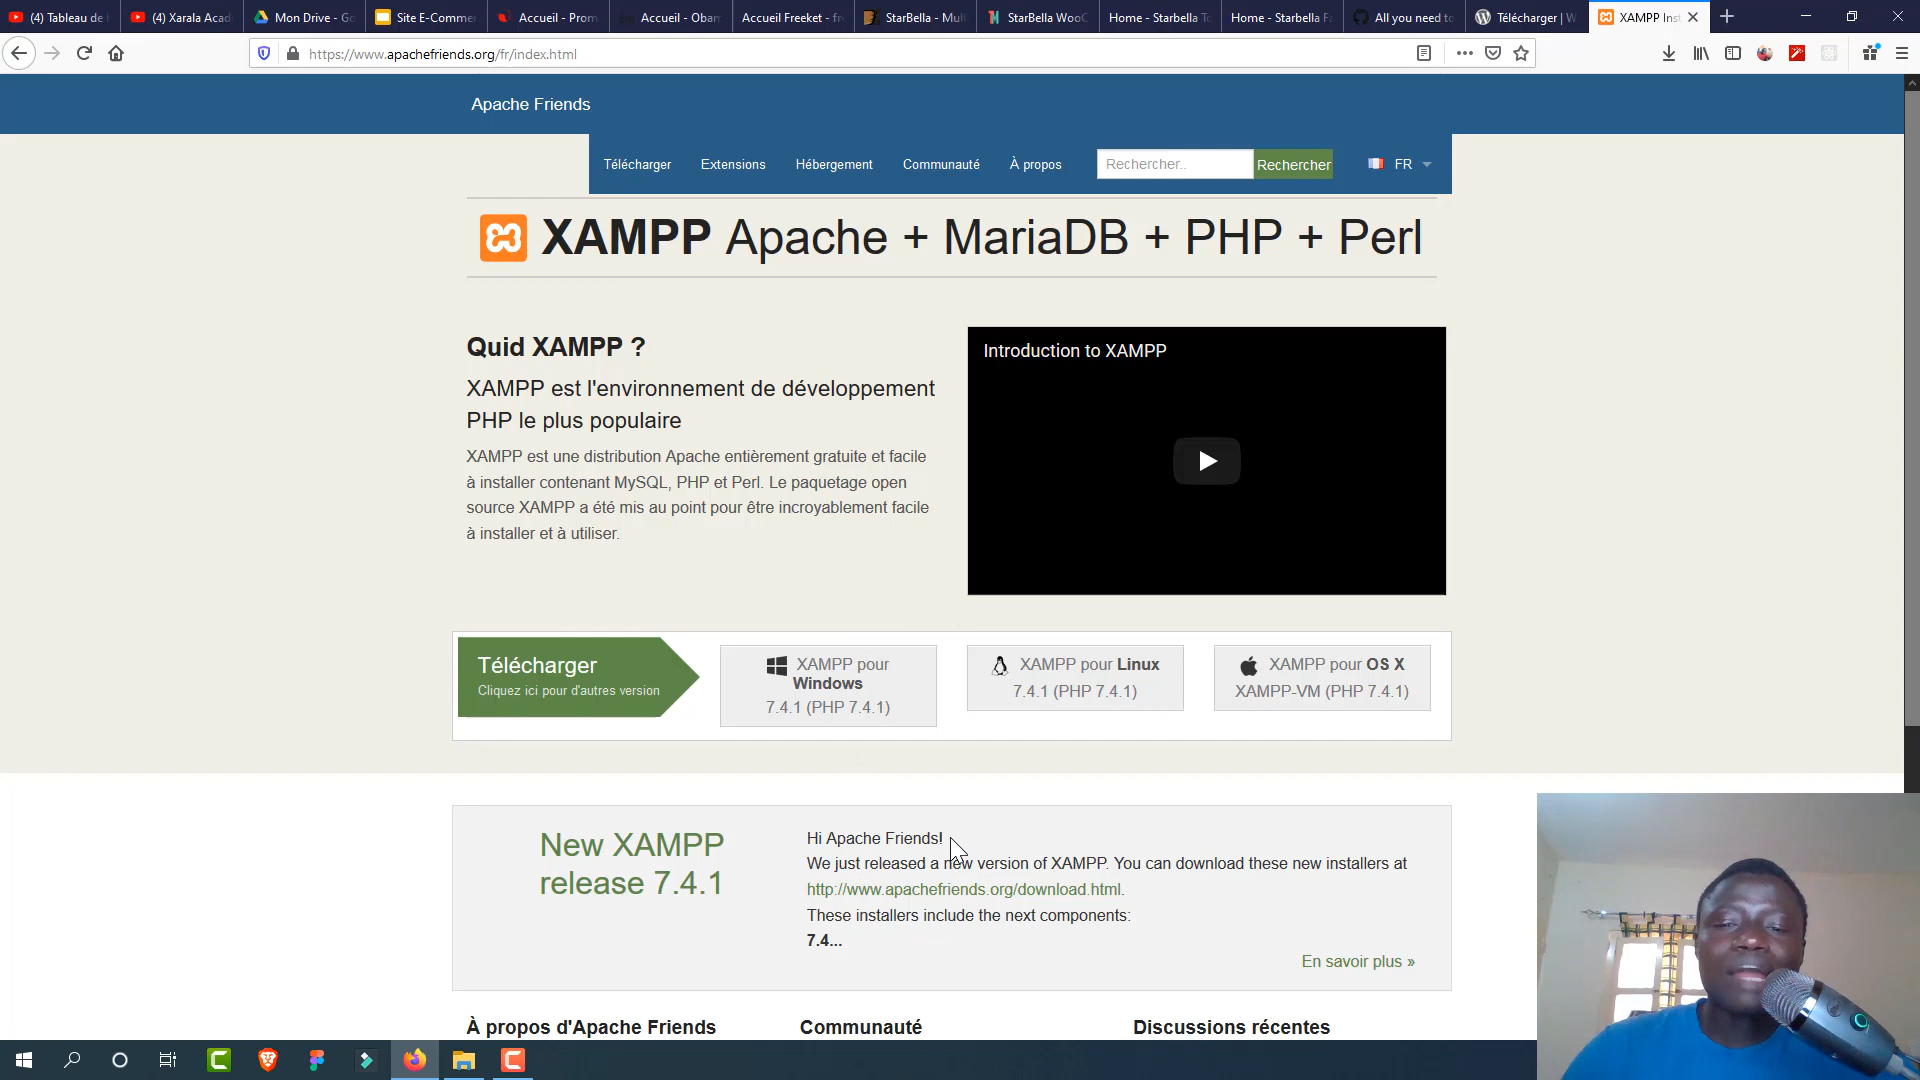 (4) Tableau de
(4) Xarala Aca
Mon Drive - Go
Site E-Comme
Accueil - Prom
Accueil - Oba
Accueil Freeket - fr
StarBella - Mul
StarBella WooC
Home - Starbella To
Home - Starbella Fa
All you need to
Télécharger | W
XAMPP Inst
https://www.apachefriends.org/fr/index.html
Apache Friends
Télécharger
Extensions
Hébergement
Communauté
À propos
Rechercher..
Rechercher
FR
XAMPP Apache + MariaDB + PHP + Perl
Quid XAMPP ?
XAMPP est l'environnement de développement
PHP le plus populaire
XAMPP est une distribution Apache entièrement gratuite et facile
à installer contenant MySQL, PHP et Perl. Le paquetage open
source XAMPP a été mis au point pour être incroyablement facile
à installer et à utiliser.
Introduction to XAMPP
Télécharger
Cliquez ici pour d'autres version
XAMPP pour
Windows
7.4.1 (PHP 7.4.1)
XAMPP pour Linux
7.4.1 (PHP 7.4.1)
XAMPP pour OS X
XAMPP-VM (PHP 7.4.1)
New XAMPP
release 7.4.1
Hi Apache Friends!
We just released a new version of XAMPP. You can download these new installers at
http://www.apachefriends.org/download.html.
These installers include the next components:
7.4...
En savoir plus »
À propos d'Apache Friends
Communauté
Discussions récentes